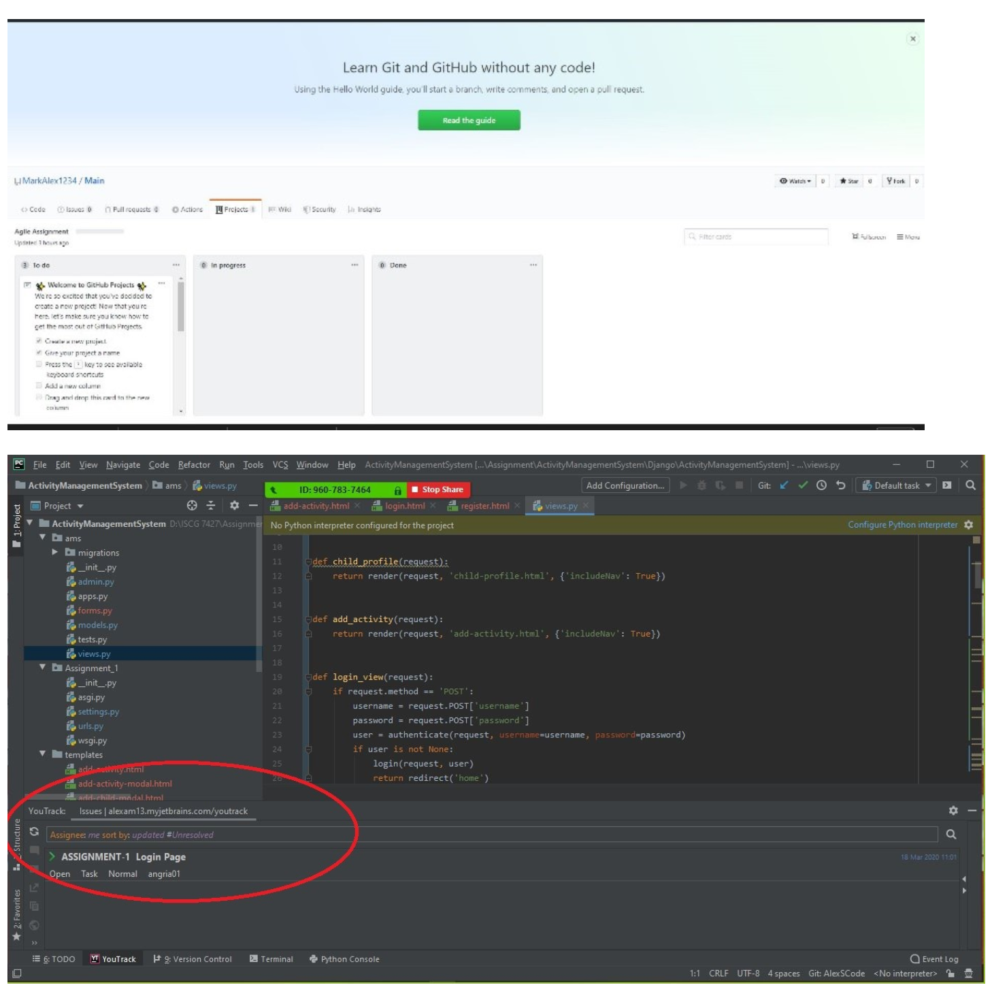 Learn Git and GitHub without any code!
Using the Hello World guide, you'll start a branch, write comments, and open a pull request.
Read the guide
MarkAlex1234 / Main
Watch 0 Star 0 Fork 0
Code Issues 0 Pull requests 0 Actions Projects 1 Wiki Security Insights
Agile Assignment
Updated 3 hours ago
Filter cards
Fullscreen Menu
3 To do ...
0 In progress ...
0 Done ...
Welcome to GitHub Projects ...
We're so excited that you've decided to
create a new project! Now that you're
here, let's make sure you know how to
get the most out of GitHub Projects.
Create a new project
Give your project a name
Press the ? key to see available
keyboard shortcuts
Add a new column
Drag and drop this card to the new
column
PC File Edit View Navigate Code Refactor Run Tools VCS Window Help ActivityManagementSystem [...\Assignment\ActivityManagementSystem\Django\ActivityManagementSystem] - ...\views.py
ActivityManagementSystem ams views.py
ID: 960-783-7464 Stop Share
Add Configuration... Git: Default task
1: Project
Project
add-activity.html login.html register.html views.py
ActivityManagementSystem D:\ISCG 7427\Assignmer
No Python interpreter configured for the project Configure Python interpreter
ams
migrations
__init__.py
admin.py
apps.py
forms.py
models.py
tests.py
views.py
Assignment_1
__init__.py
asgi.py
settings.py
urls.py
wsgi.py
templates
add-activity.html
add-activity-modal.html
add-child-modal.html
10
11 def child_profile(request):
12 return render(request, 'child-profile.html', {'includeNav': True})
13
14
15 def add_activity(request):
16 return render(request, 'add-activity.html', {'includeNav': True})
17
18
19 def login_view(request):
20 if request.method == 'POST':
21 username = request.POST['username']
22 password = request.POST['password']
23 user = authenticate(request, username=username, password=password)
24 if user is not None:
25 login(request, user)
26 return redirect('home')
YouTrack: Issues | alexam13.myjetbrains.com/youtrack
Assignee: me sort by: updated #Unresolved
ASSIGNMENT-1 Login Page 18 Mar 2020 11:01
Open Task Normal angria01
Structure
2: Favorites
6: TODO YT YouTrack 9: Version Control Terminal Python Console Event Log
1:1 CRLF UTF-8 4 spaces Git: AlexSCode <No interpreter>